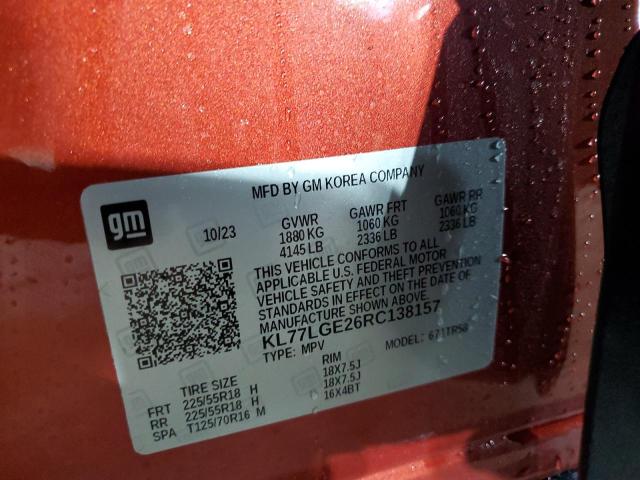 MFD BY GM KOREA COMPANY
gm
10/23
GVWR GAWR FRT GAWR RR
1880 KG 1060 KG 1060 KG
4145 LB 2336 LB 2336 LB
THIS VEHICLE CONFORMS TO ALL
APPLICABLE U.S. FEDERAL MOTOR
VEHICLE SAFETY AND THEFT PREVENTION
STANDARDS IN EFFECT ON THE DATE OF
MANUFACTURE SHOWN ABOVE.
KL77LGE26RC138157
TYPE: MPV MODEL: 671TR58
TIRE SIZE RIM
FRT 225/55R18 H 18X7.5J
RR 225/55R18 H 18X7.5J
SPA T125/70R16 M 16X4BT